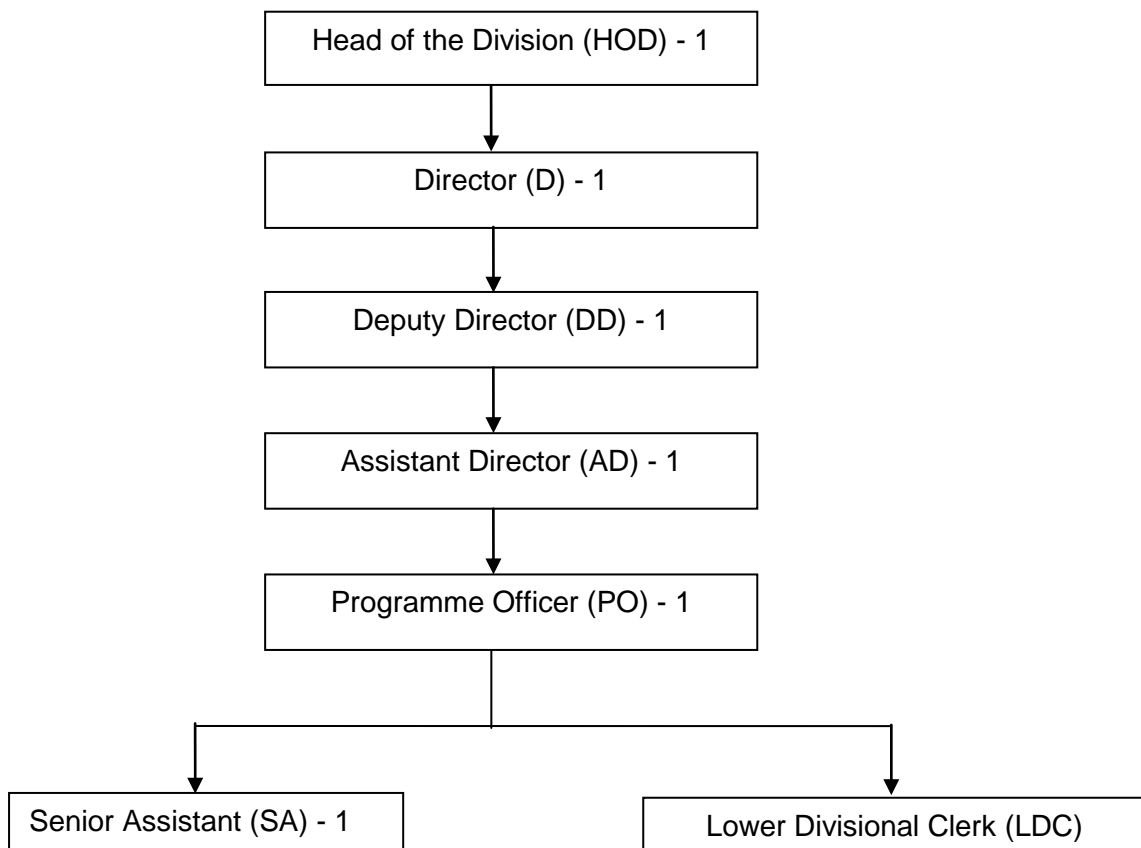 Head of the Division (HOD) - 1
Director (D) - 1
Deputy Director (DD) - 1
Assistant Director (AD) - 1
Programme Officer (PO) - 1
Senior Assistant (SA) - 1
Lower Divisional Clerk (LDC)